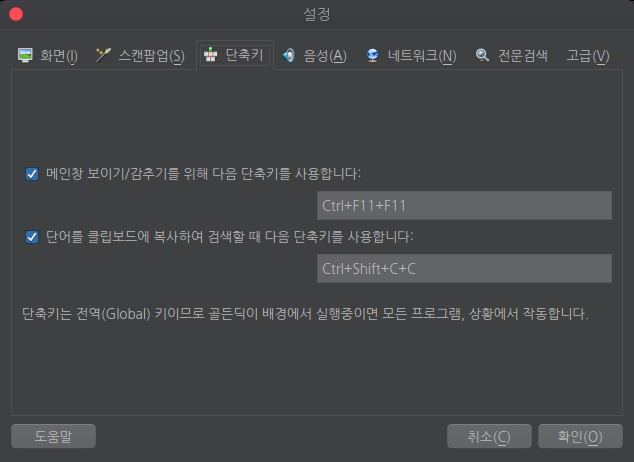 설정
화면(I)
스캔팝업(S)
단축키
음성(A)
네트워크(N)
전문검색
고급(V)
메인창 보이기/감추기를 위해 다음 단축키를 사용합니다:
Ctrl+F11+F11
단어를 클립보드에 복사하여 검색할 때 다음 단축키를 사용합니다:
Ctrl+Shift+C+C
단축키는 전역(Global) 키이므로 골든딕이 배경에서 실행중이면 모든 프로그램, 상황에서 작동합니다.
도움말
취소(C)
확인(O)